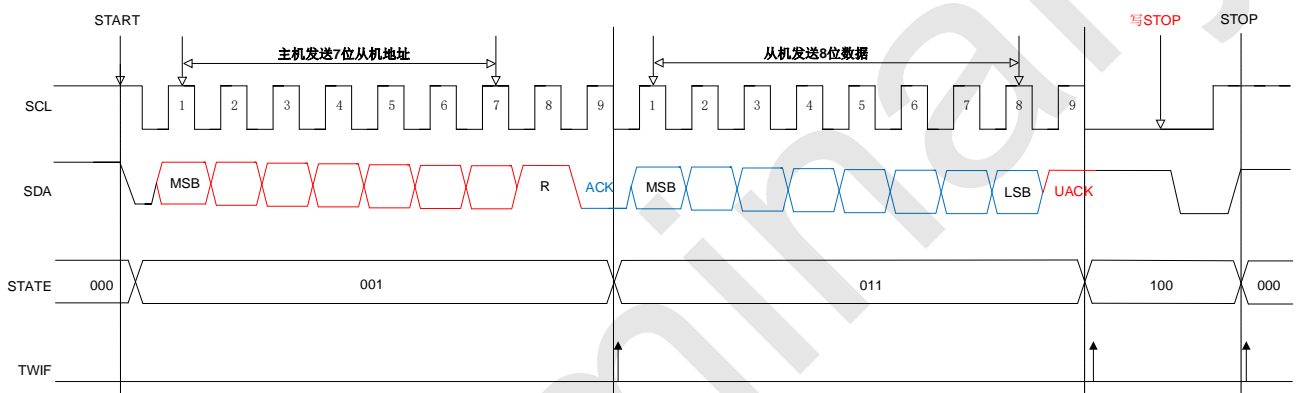 START 写STOP STOP
主机发送7位从机地址 从机发送8位数据
SCL 1 2 3 4 5 6 7 8 9 1 2 3 4 5 6 7 8 9
SDA MSB R ACK MSB LSB UACK
STATE 000 001 011 100 000
TWIF